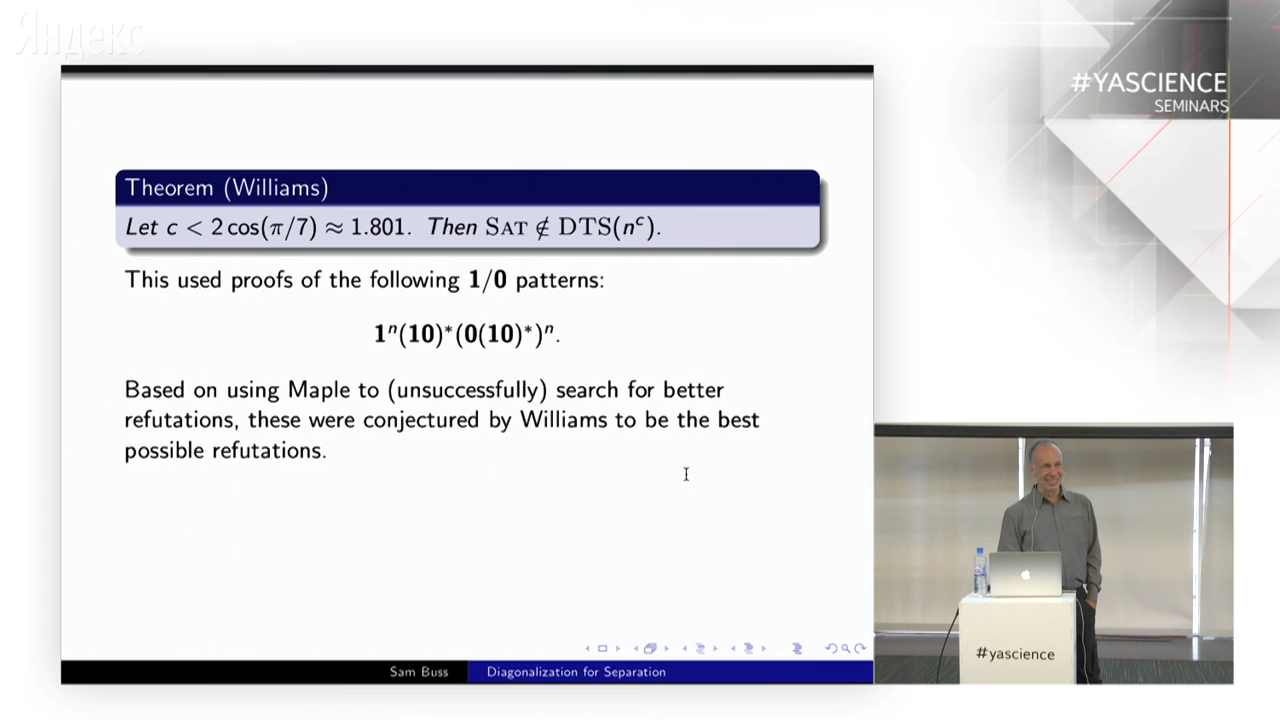 Яндекс
#YASCIENCE
SEMINARS
Theorem (Williams)
Let c < 2 cos(π/7) ≈ 1.801. Then SAT ∉ DTS(nᶜ).
This used proofs of the following 1/0 patterns:
1ⁿ(10)*(0(10)*)ⁿ.
Based on using Maple to (unsuccessfully) search for better
refutations, these were conjectured by Williams to be the best
possible refutations.
Sam Buss
Diagonalization for Separation
#yascience